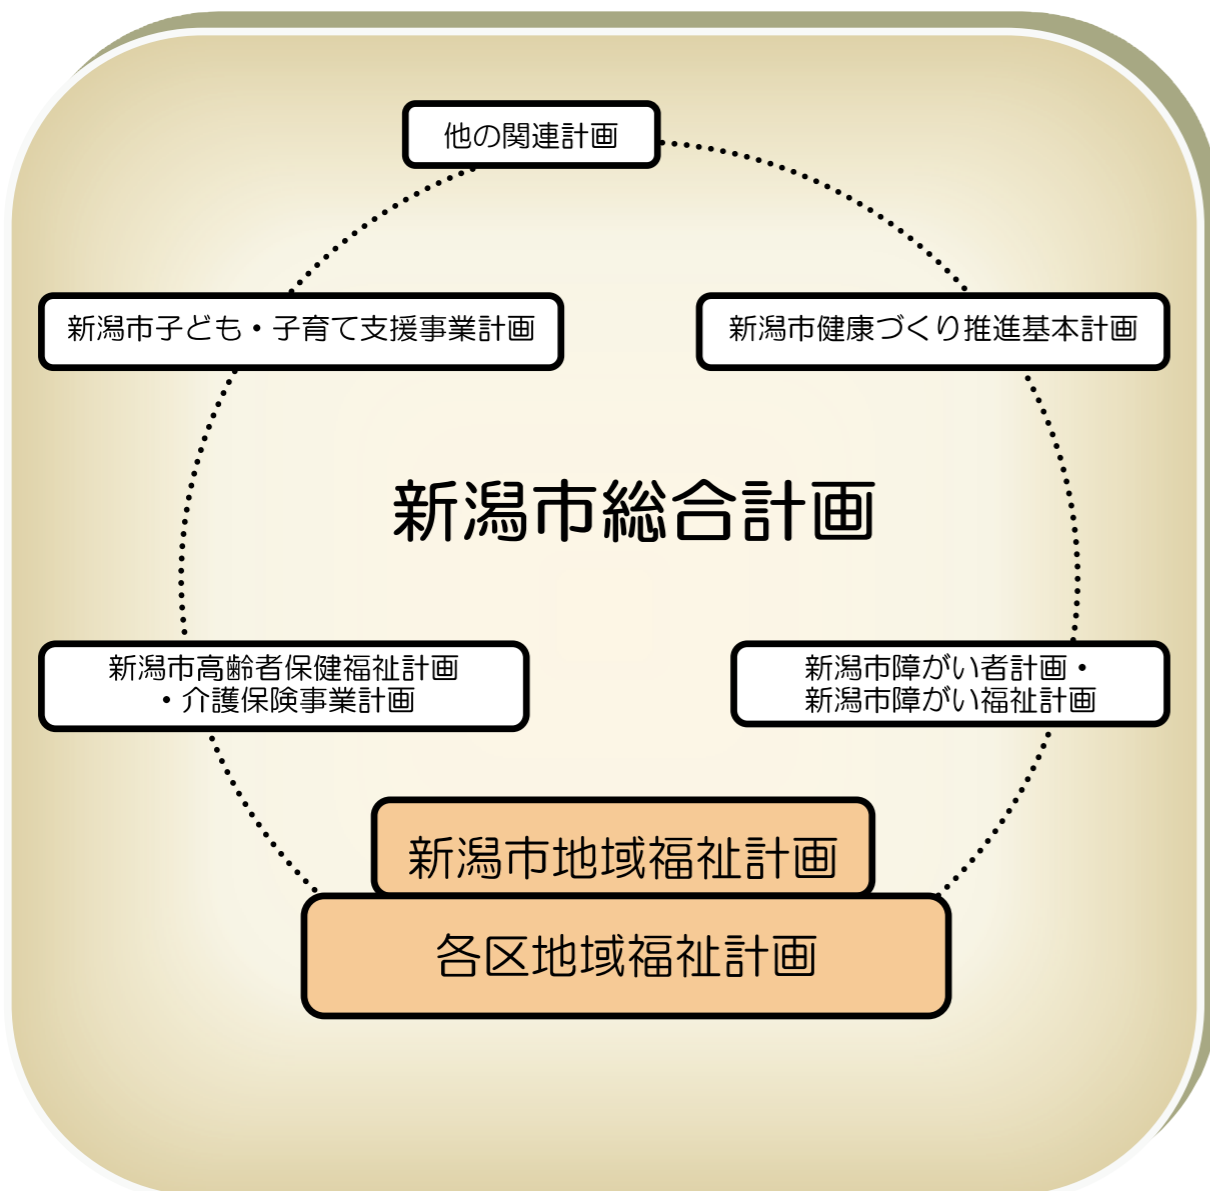 他の関連計画
新潟市子ども・子育て支援事業計画
新潟市健康づくり推進基本計画
新潟市総合計画
新潟市高齢者保健福祉計画
・介護保険事業計画
新潟市障がい者計画・
新潟市障がい福祉計画
新潟市地域福祉計画
各区地域福祉計画